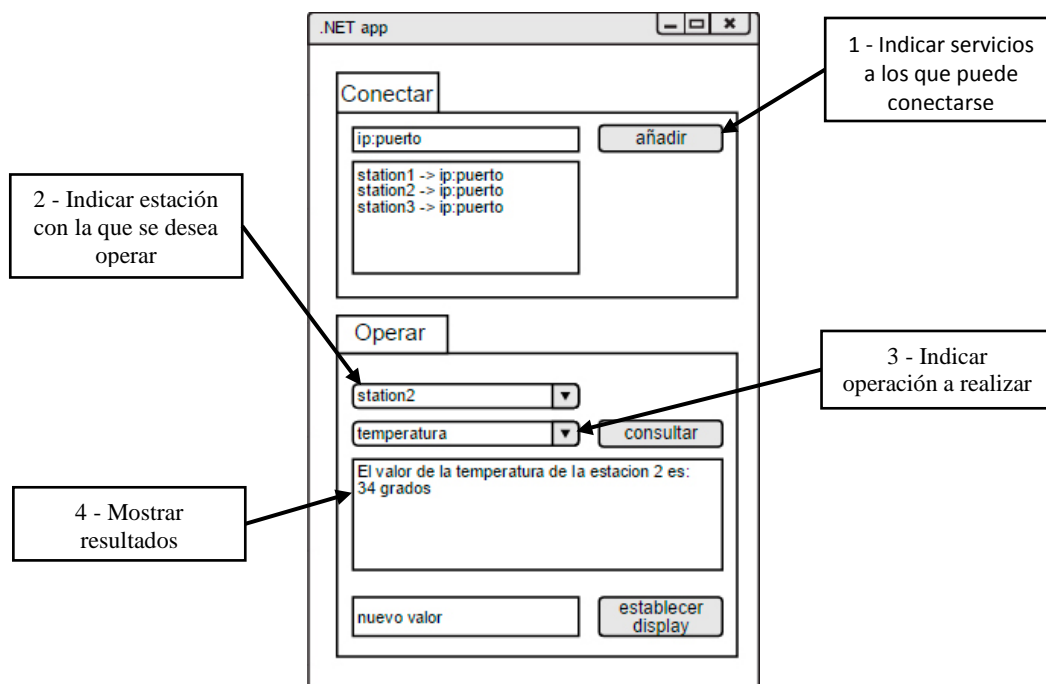 .NET app
1 - Indicar servicios
a los que puede
conectarse
Conectar
ip:puerto
añadir
station1 -> ip:puerto
station2 -> ip:puerto
station3 -> ip:puerto
2 - Indicar estación
con la que se desea
operar
Operar
3 - Indicar
operación a realizar
station2
temperatura
consultar
El valor de la temperatura de la estacion 2 es:
34 grados
4 - Mostrar
resultados
nuevo valor
establecer
display